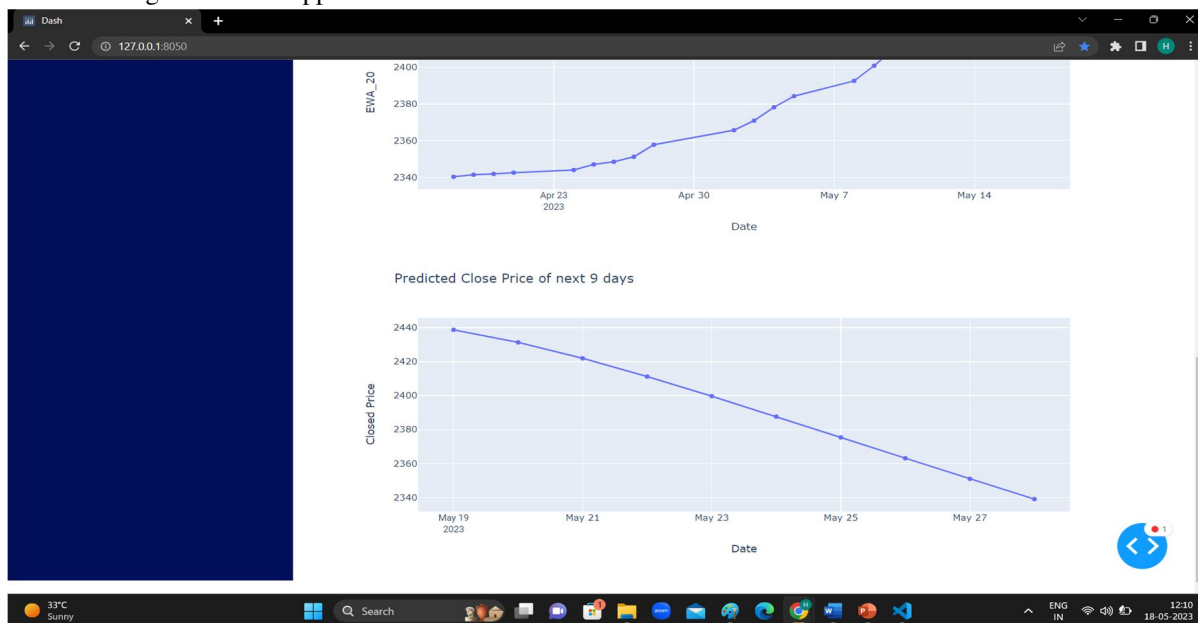 Dash
127.0.0.1:8050
H
EWA_20
2400
2380
2360
2340
Apr 23
2023
Apr 30
May 7
May 14
Date
Predicted Close Price of next 9 days
Closed Price
2440
2420
2400
2380
2360
2340
May 19
2023
May 21
May 23
May 25
May 27
Date
1
33°C
Sunny
Search
1
ENG
IN
12:10
18-05-2023